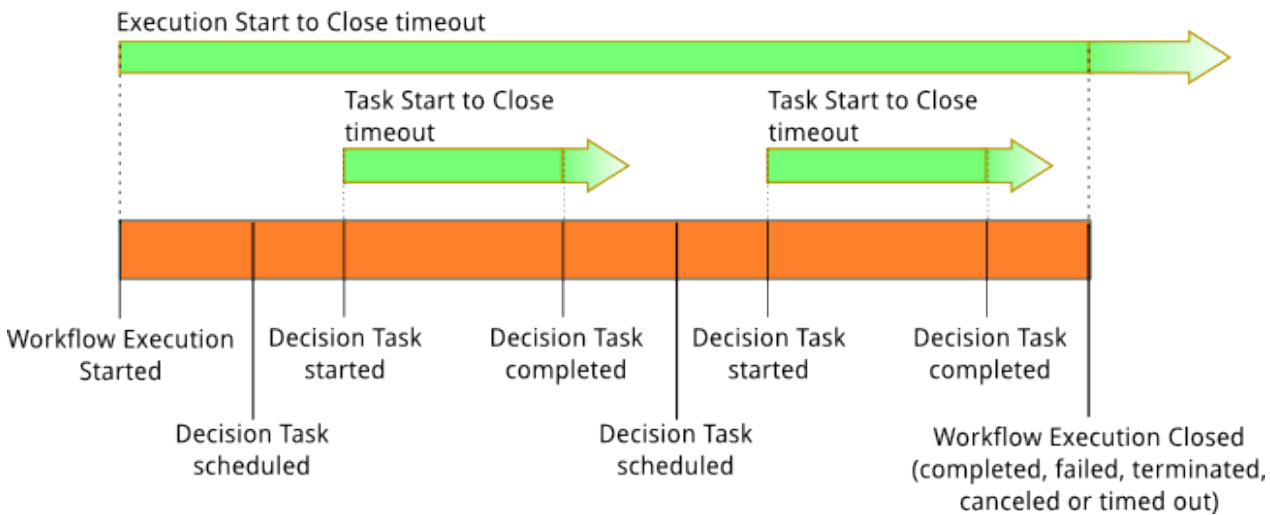 Execution Start to Close timeout
Task Start to Close
timeout
Task Start to Close
timeout
Workflow Execution
Started
Decision Task
started
Decision Task
completed
Decision Task
started
Decision Task
completed
Decision Task
scheduled
Decision Task
scheduled
Workflow Execution Closed
(completed, failed, terminated,
canceled or timed out)